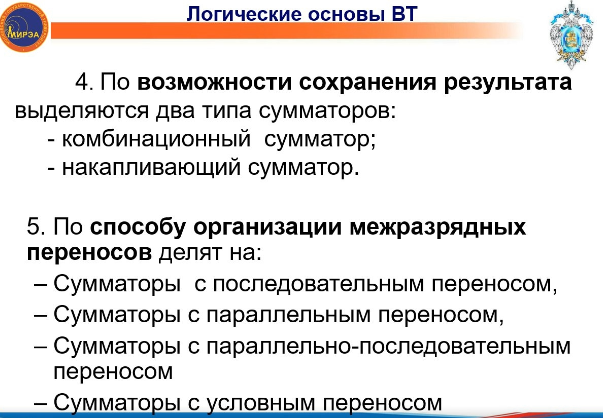 Логические основы ВТ
МИРЭА
4. По возможности сохранения результата
выделяются два типа сумматоров:
- комбинационный сумматор;
- накапливающий сумматор.
5. По способу организации межразрядных
переносов делят на:
– Сумматоры с последовательным переносом,
– Сумматоры с параллельным переносом,
– Сумматоры с параллельно-последовательным
переносом
– Сумматоры с условным переносом